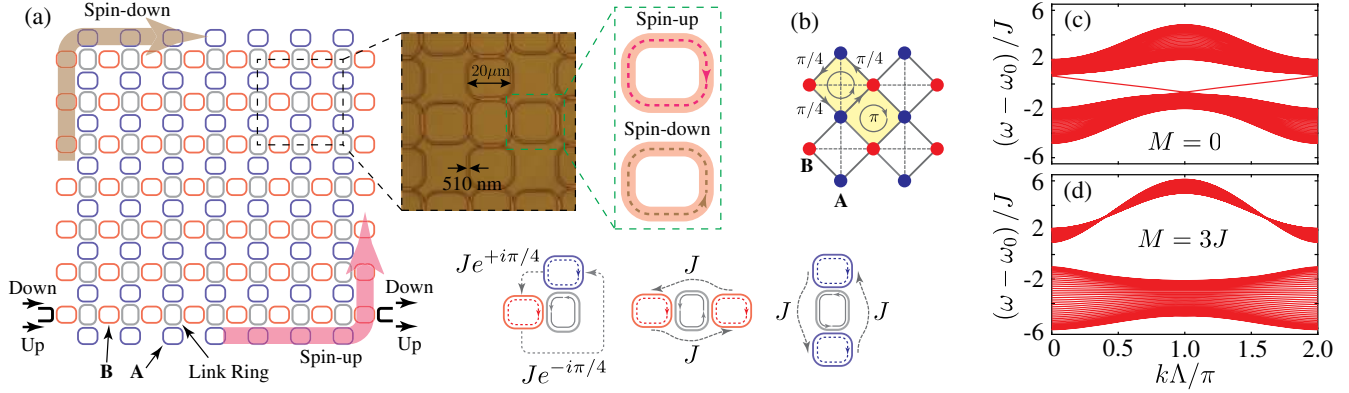 (a)
Spin-down
20μm
510 nm
Spin-up
Spin-down
Down
Up
B
A
Link Ring
Spin-up
Down
Up
(b)
π/4
π/4
π/4
π
B
A
Je^{+iπ/4}
Je^{-iπ/4}
J
J
J
J
(c)
(ω − ω₀)/J
6
2
-2
-6
M = 0
(d)
(ω − ω₀)/J
6
2
-2
-6
M = 3J
0
0.5
1.0
1.5
2.0
kΛ/π